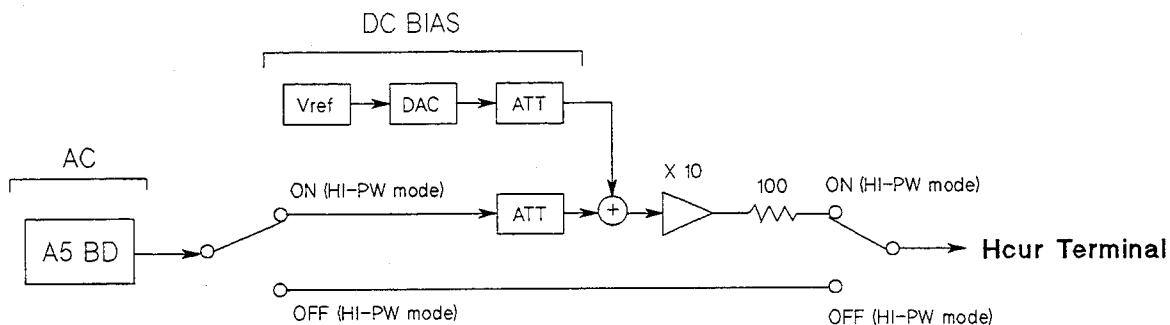 DC BIAS
Vref
DAC
ATT
AC
X 10
ON (HI-PW mode)
100
ON (HI-PW mode)
ATT
+
A5 BD
Hcur Terminal
OFF (HI-PW mode)
OFF (HI-PW mode)